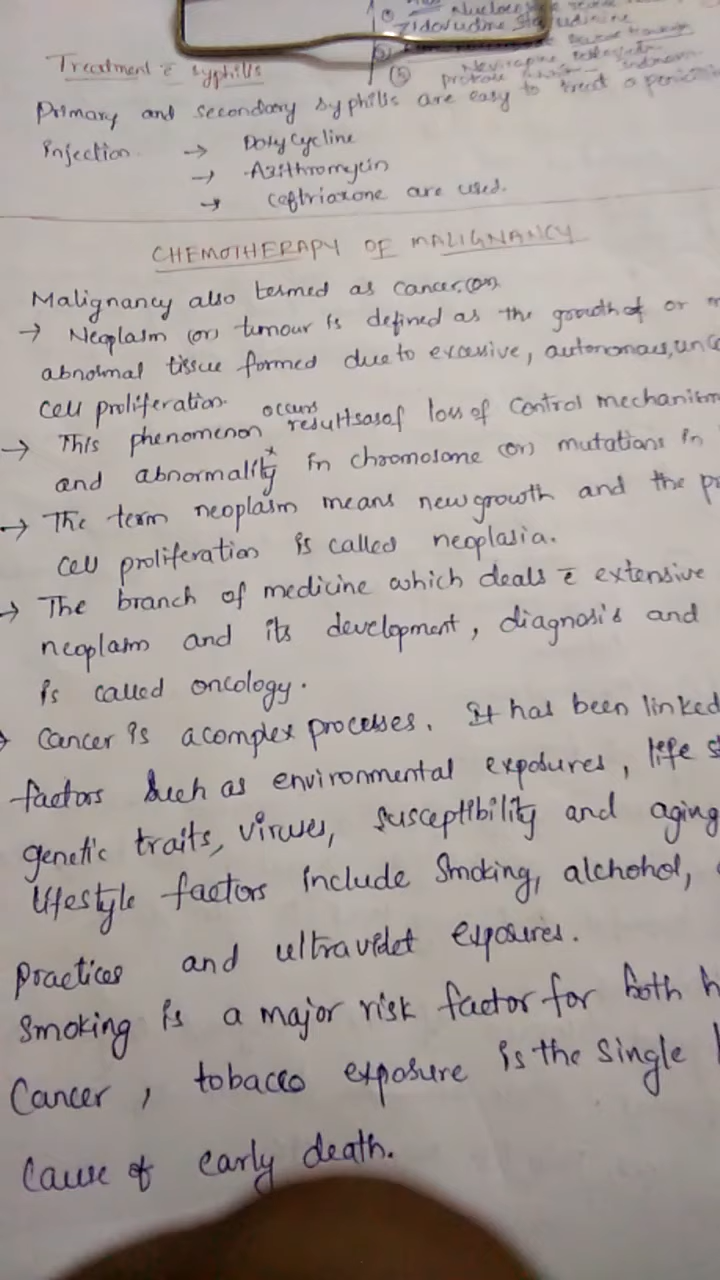 Zidovudine Stavudine
⑤
Treatment c̄ syphilis
Primary and secondary syphilis are easy to treat a
injection → Doxycycline
→ Azithromycin
→ ceftriaxone are used.
CHEMOTHERAPY OF MALIGNANCY
Malignancy also termed as cancer (or)
→ Neoplasm (or) tumour is defined as the growth of or
abnormal tissue formed due to excessive, autonomous,
cell proliferation.
→ This phenomenon occurs results as of loss of control mechanism
and abnormality in chromosome (or) mutations in
→ The term neoplasm means new growth and the
cell proliferation is called neoplasia.
→ The branch of medicine which deals c̄ extensive
neoplasm and its development, diagnosis and
is called oncology.
→ Cancer is a complex processes. It has been linked
factors such as environmental exposures, life
genetic traits, viruses, susceptibility and aging
lifestyle factors include smoking, alchohol,
practices and ultraviolet exposures.
Smoking is a major risk factor for both
Cancer, tobacco exposure is the single
cause of early death.